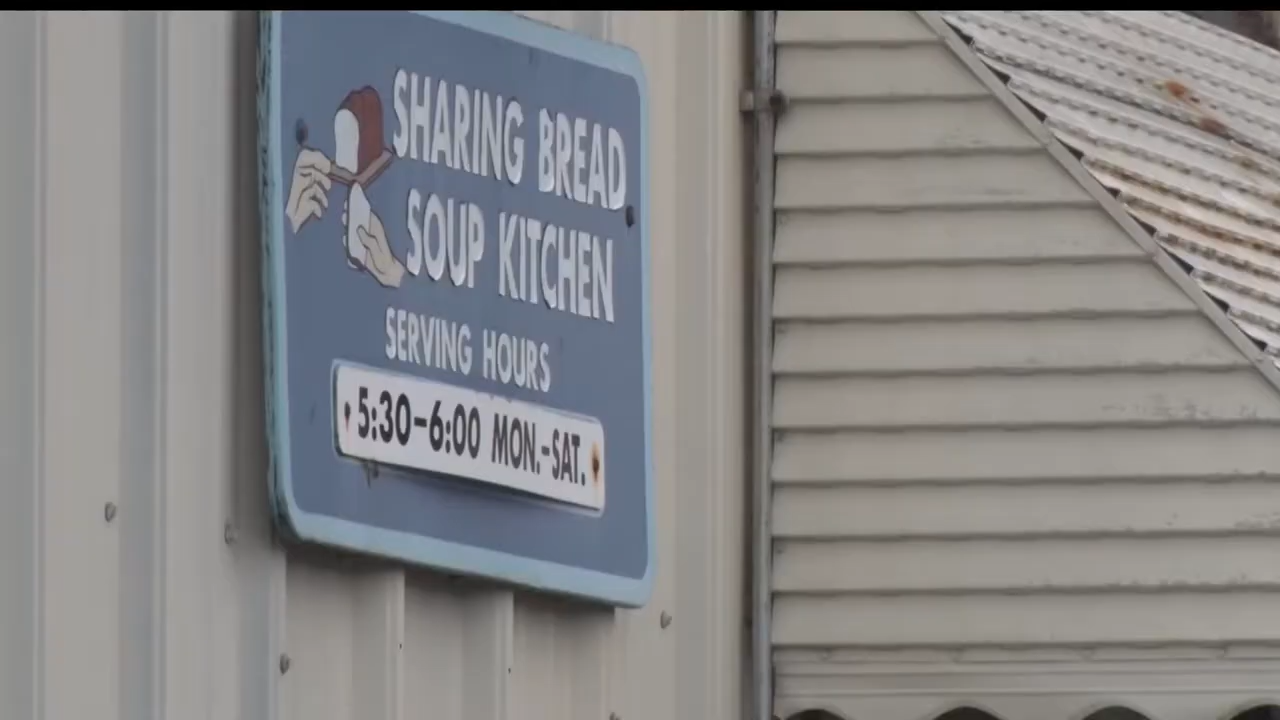 SHARING BREAD
SOUP KITCHEN
SERVING HOURS
5:30-6:00 MON.-SAT.